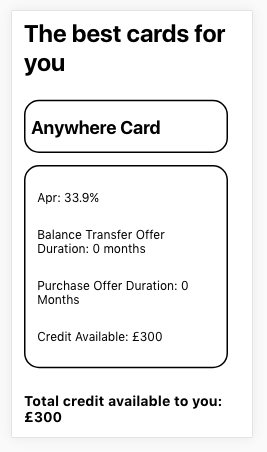 The best cards for
you
Anywhere Card
Apr: 33.9%
Balance Transfer Offer
Duration: 0 months
Purchase Offer Duration: 0
Months
Credit Available: £300
Total credit available to you:
£300